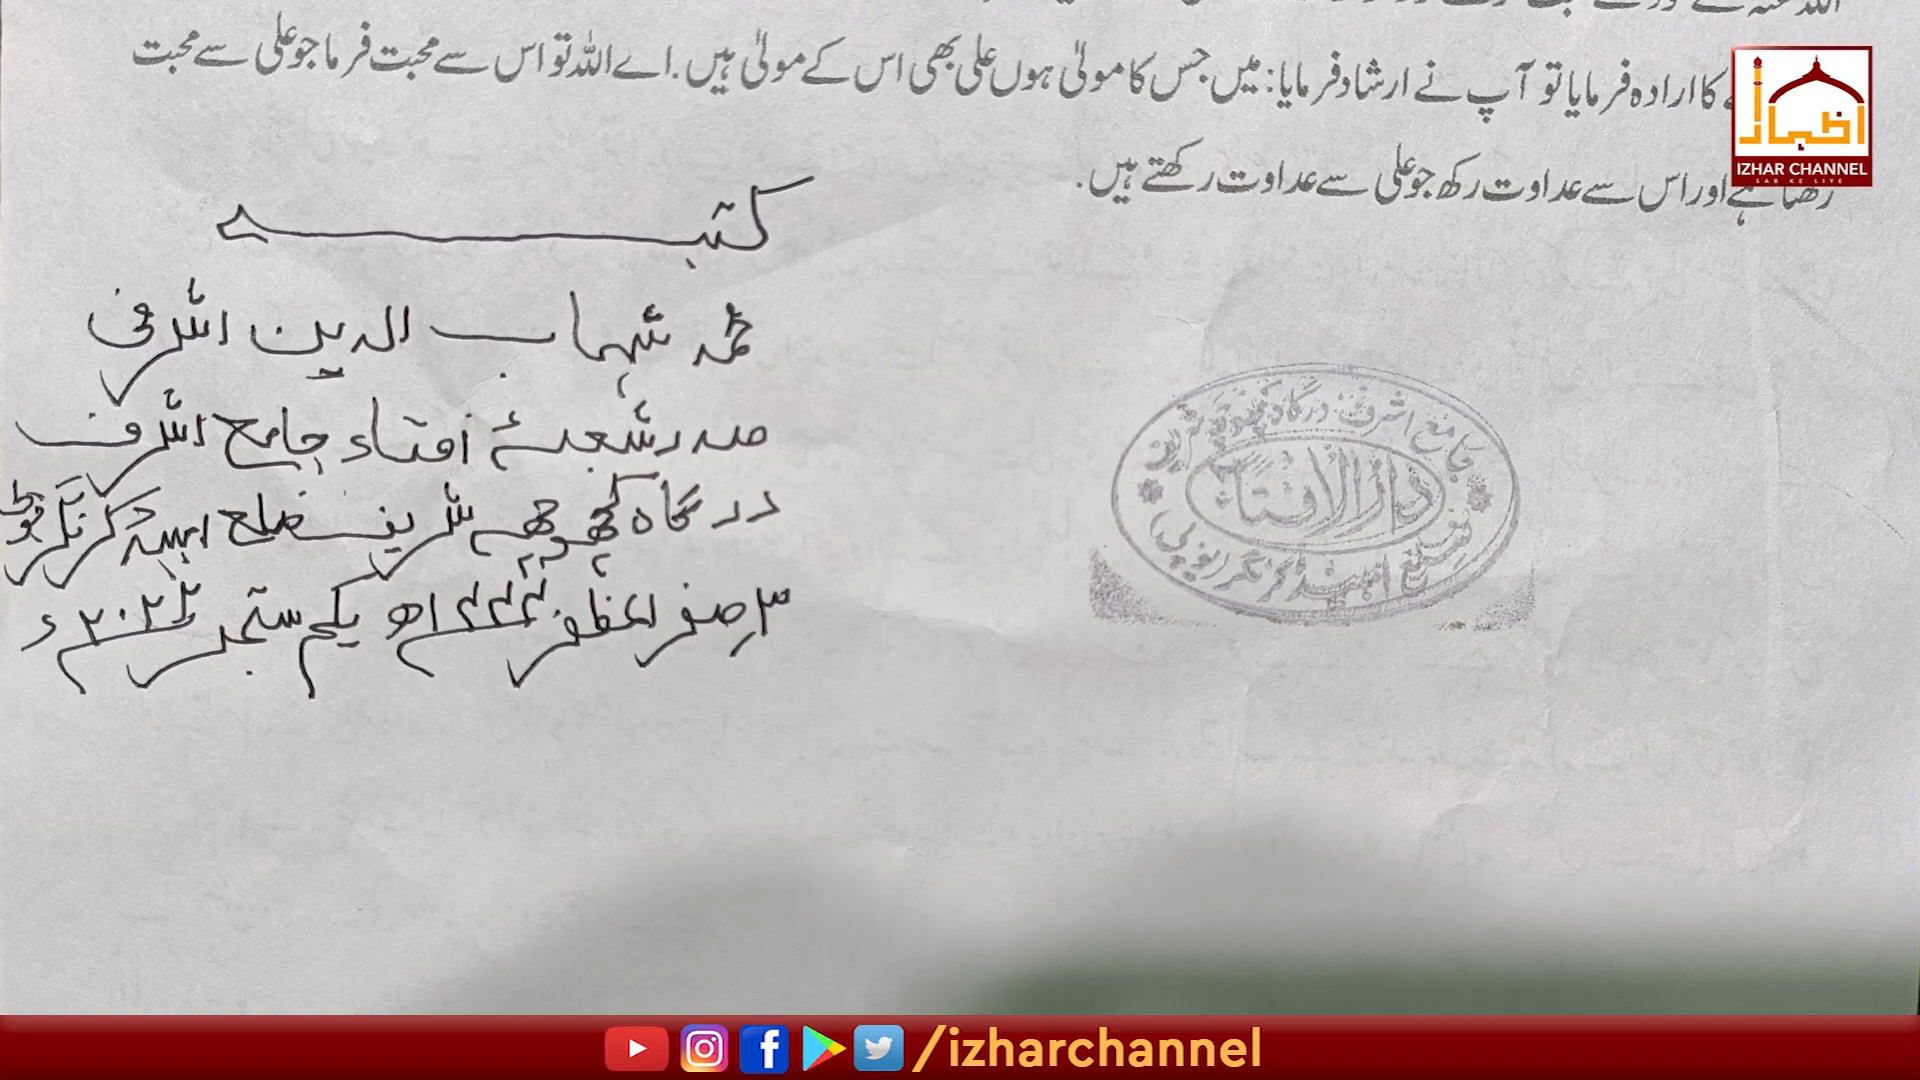 کا ارادہ فرمایا تو آپ نے ارشاد فرمایا: میں جس کا مولیٰ ہوں علی بھی اس کے مولیٰ ہیں. اے اللہ تو اس سے محبت فرما جو علی سے محبت
رکھتا ہے اور اس سے عداوت رکھ جو علی سے عداوت رکھتے ہیں.
کتبہ
محمد شہاب الدین اشرفی
صدر شعبۂ افتاء جامع اشرف
درگاہ کچھوچھہ شریف ضلع امبیڈکر نگر یوپی
۳ صفر المظفر ۱۴۴۴ھ یکم ستمبر ۲۰۲۲ء
جامع اشرف درگاہ کچھوچھہ شریف
دارالافتاء
ضلع امبیڈکر نگر (یوپی)
اظہار
IZHAR CHANNEL
SAB KE LIYE
/izharchannel